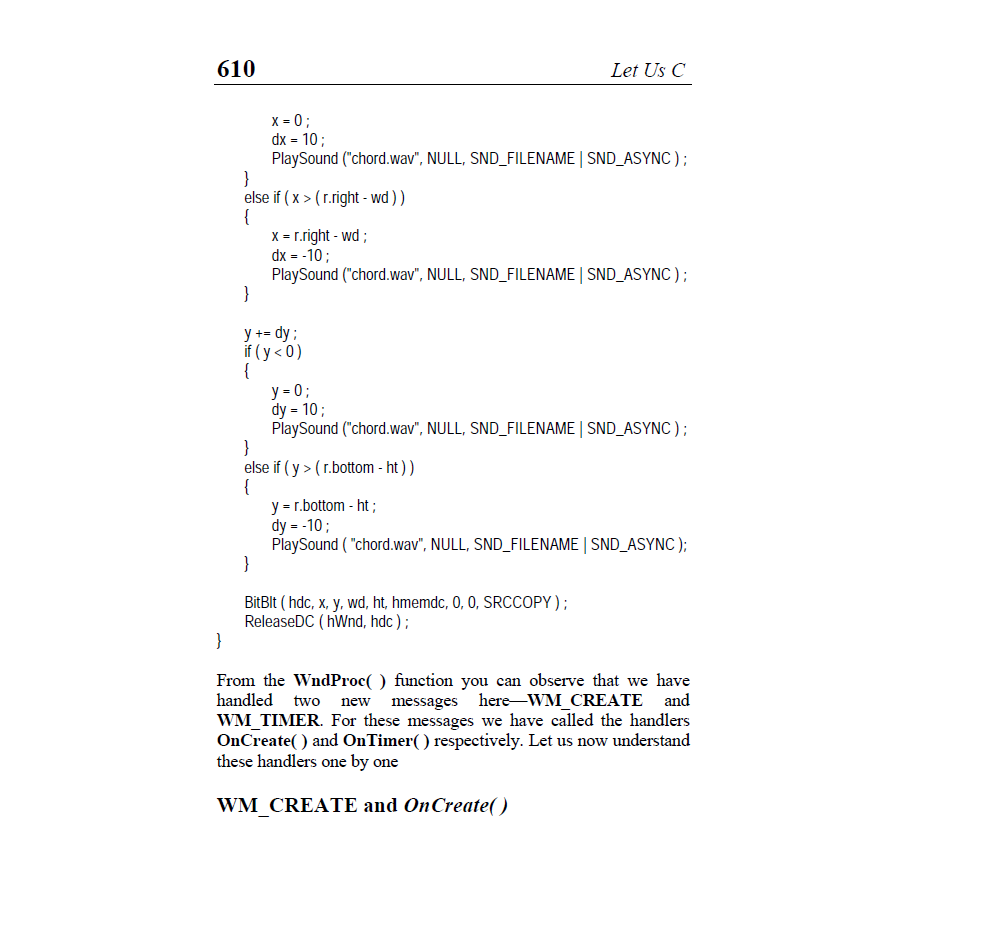 610 Let Us C
x = 0 ;
dx = 10 ;
PlaySound ("chord.wav", NULL, SND_FILENAME | SND_ASYNC ) ;
}
else if ( x > ( r.right - wd ) )
{
x = r.right - wd ;
dx = -10 ;
PlaySound ("chord.wav", NULL, SND_FILENAME | SND_ASYNC ) ;
}
y += dy ;
if ( y < 0 )
{
y = 0 ;
dy = 10 ;
PlaySound ("chord.wav", NULL, SND_FILENAME | SND_ASYNC ) ;
}
else if ( y > ( r.bottom - ht ) )
{
y = r.bottom - ht ;
dy = -10 ;
PlaySound ( "chord.wav", NULL, SND_FILENAME | SND_ASYNC );
}
BitBlt ( hdc, x, y, wd, ht, hmemdc, 0, 0, SRCCOPY ) ;
ReleaseDC ( hWnd, hdc ) ;
}
From the WndProc( ) function you can observe that we have
handled two new messages here—WM_CREATE and
WM_TIMER. For these messages we have called the handlers
OnCreate( ) and OnTimer( ) respectively. Let us now understand
these handlers one by one
WM_CREATE and OnCreate( )